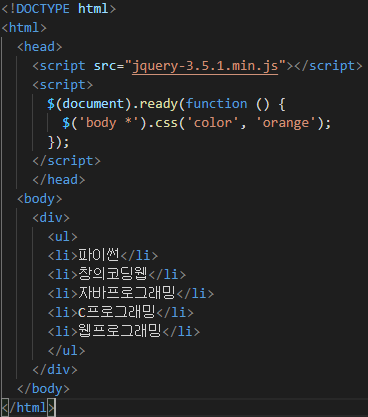 <!DOCTYPE html>
<html>
<head>
<script src="jquery-3.5.1.min.js"></script>
<script>
$(document).ready(function () {
$('body *').css('color', 'orange');
});
</script>
</head>
<body>
<div>
<ul>
<li>파이썬</li>
<li>창의코딩웹</li>
<li>자바프로그래밍</li>
<li>C프로그래밍</li>
<li>웹프로그래밍</li>
</ul>
</div>
</body>
</html>